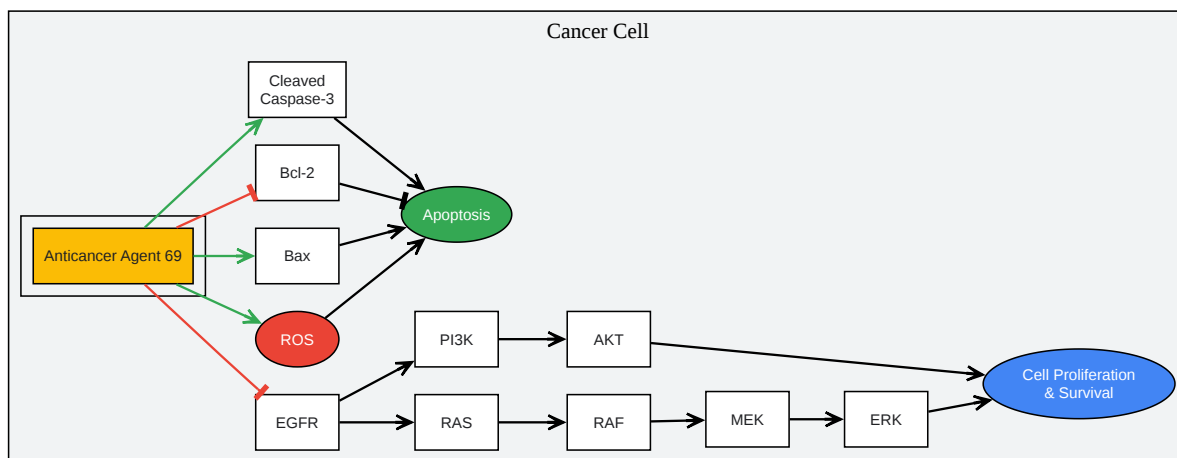 Cancer Cell
Cleaved
Caspase-3
Bcl-2
Apoptosis
Anticancer Agent 69
Bax
ROS
PI3K
AKT
Cell Proliferation
& Survival
EGFR
RAS
RAF
MEK
ERK